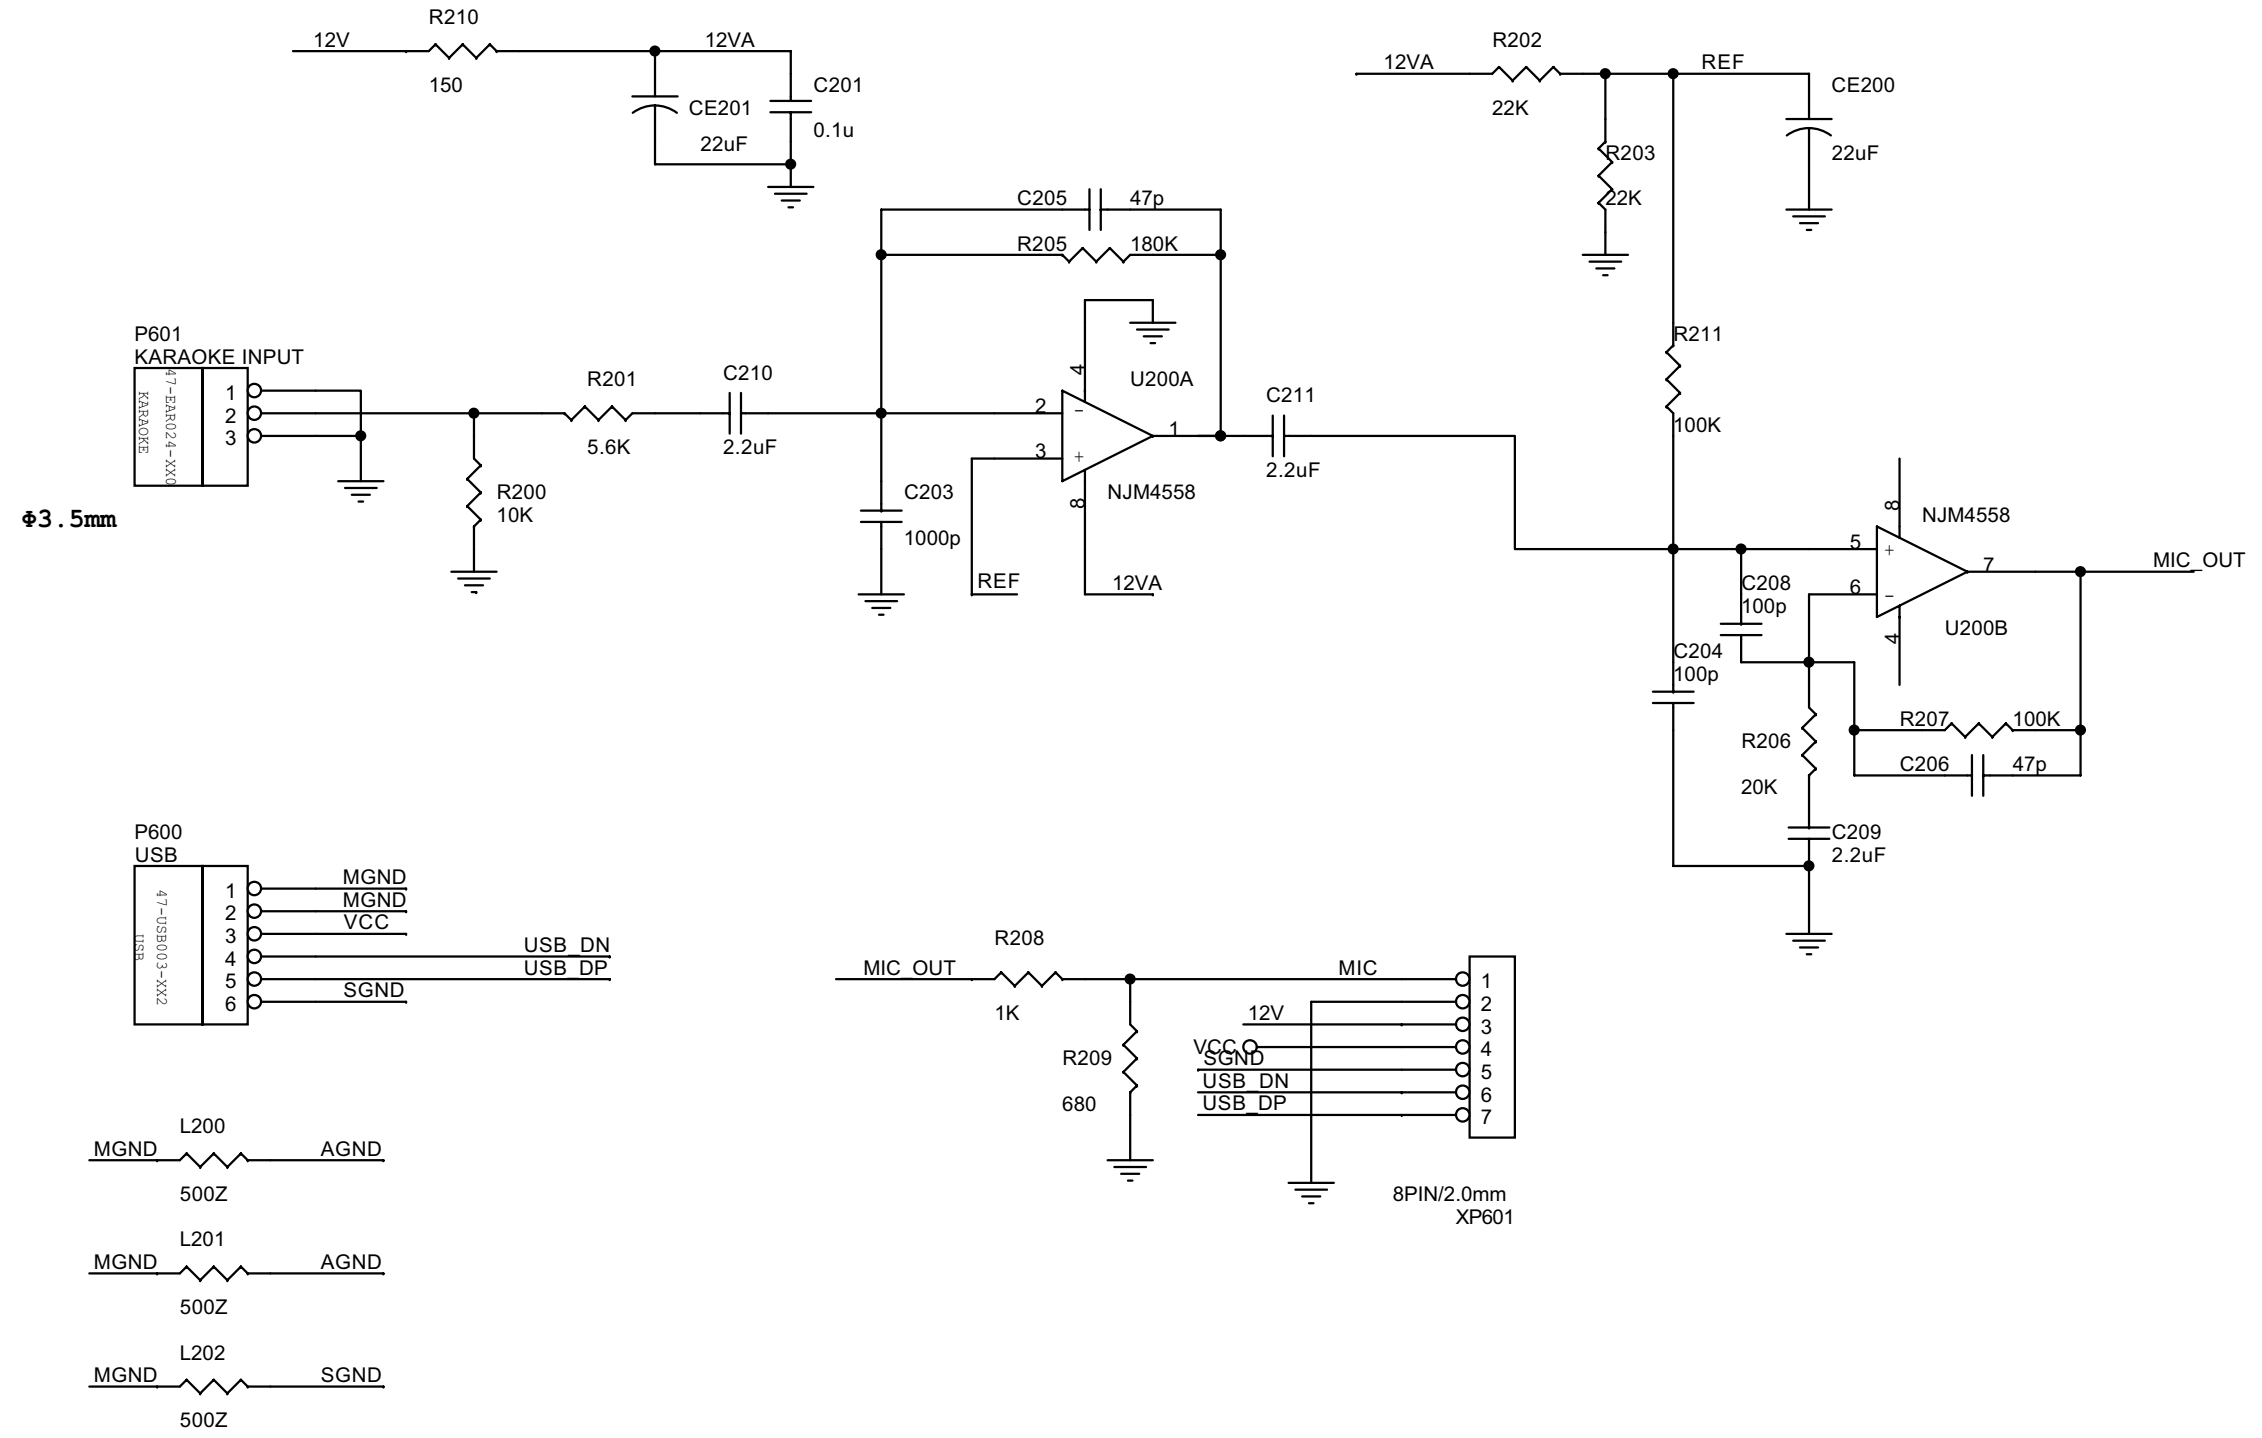 R210
12V
12VA
150
CE201
22uF
C201
0.1u
R202
12VA
REF
22K
R203
22K
CE200
22uF
C205
47p
R205
180K
P601
KARAOKE INPUT
47-EAR024-XX0
KARAOKE
1
2
3
Φ3.5mm
R201
5.6K
C210
2.2uF
R200
10K
C203
1000p
4
U200A
2
-
3
+
1
8
NJM4558
REF
12VA
C211
2.2uF
R211
100K
8
NJM4558
5
+
6
-
7
MIC_OUT
4
U200B
C208
100p
C204
100p
R207
100K
R206
20K
C206
47p
C209
2.2uF
P600
USB
47-USB003-XX2
USB
1
2
3
4
5
6
MGND
MGND
VCC
USB_DN
USB_DP
SGND
R208
MIC_OUT
MIC
1K
R209
680
12V
VCC
SGND
USB_DN
USB_DP
1
2
3
4
5
6
7
8PIN/2.0mm
XP601
L200
MGND
AGND
500Z
L201
MGND
AGND
500Z
L202
MGND
SGND
500Z